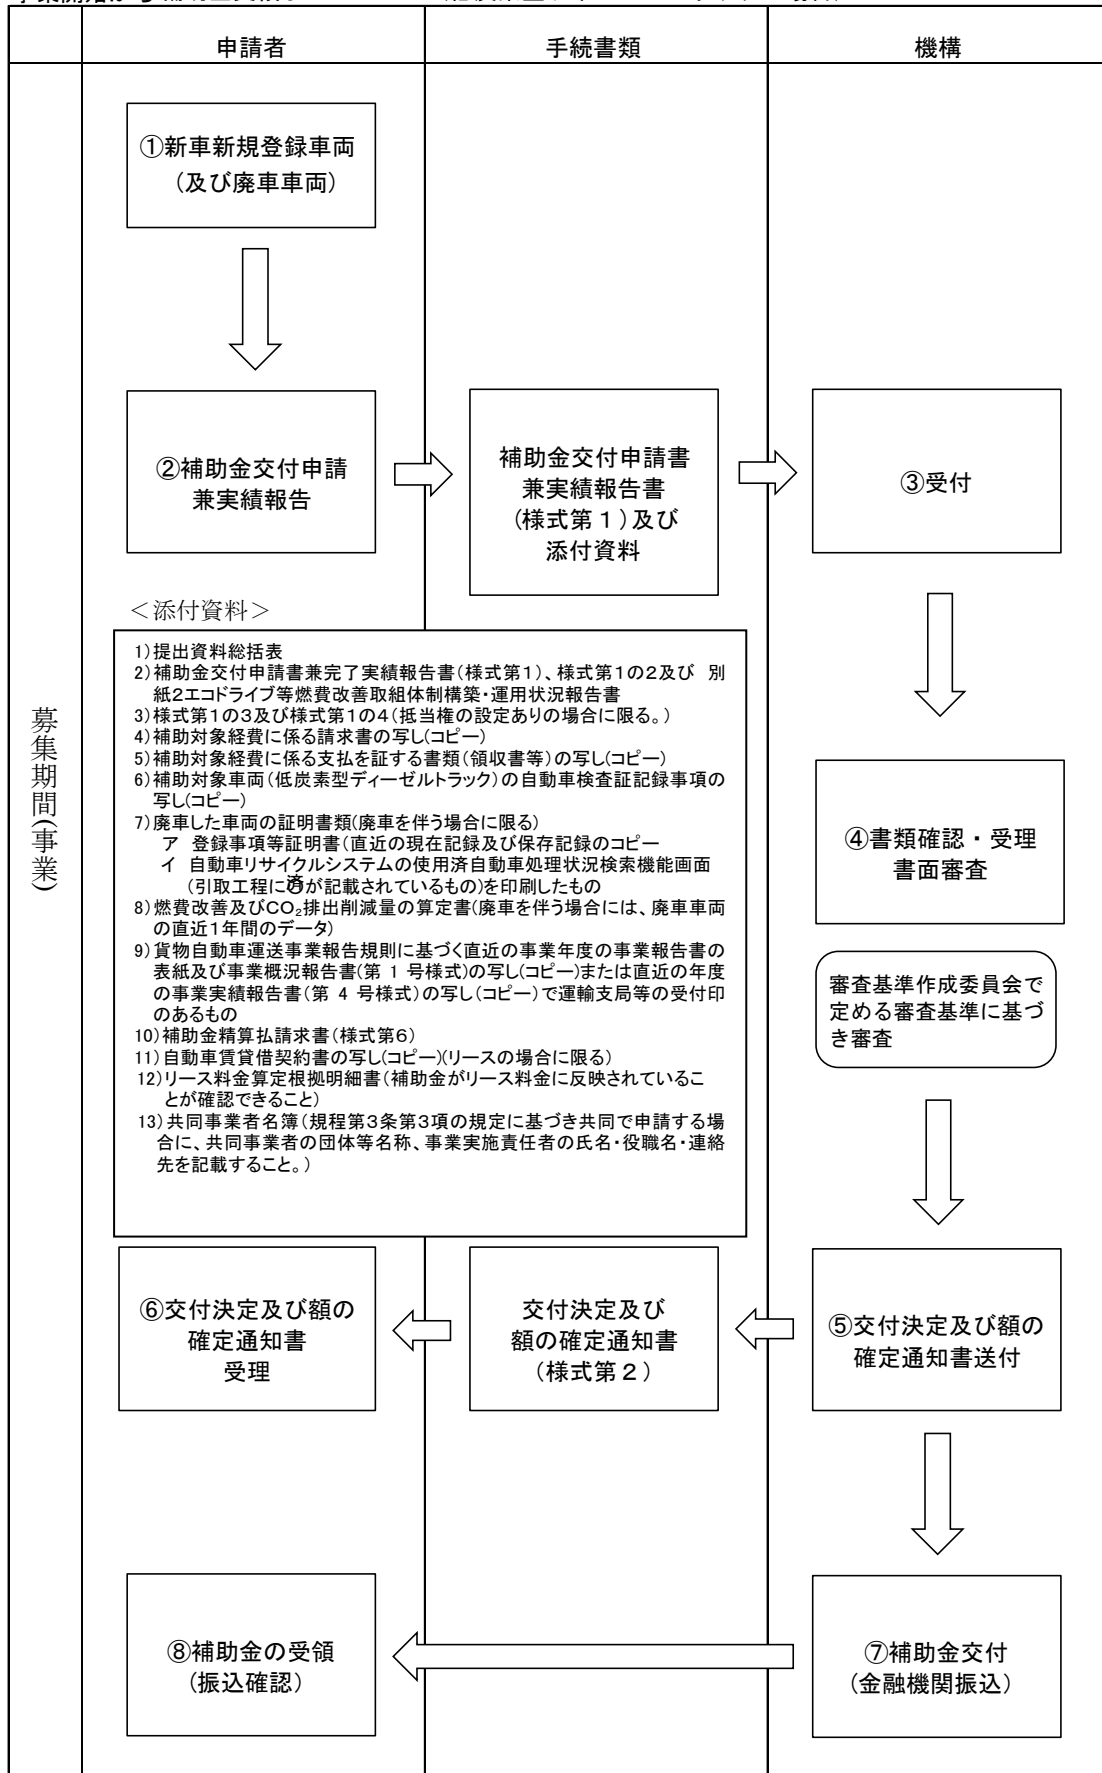 申請者
手続書類
機構
募集期間(事業)
①新車新規登録車両
(及び廃車車両)
②補助金交付申請
兼実績報告
補助金交付申請書
兼実績報告書
(様式第1)及び
添付資料
③受付
＜添付資料＞
1)提出資料総括表
2)補助金交付申請書兼完了実績報告書(様式第1)、様式第1の2及び 別
紙2エコドライブ等燃費改善取組体制構築・運用状況報告書
3)様式第1の3及び様式第1の4(抵当権の設定ありの場合に限る。)
4)補助対象経費に係る請求書の写し(コピー)
5)補助対象経費に係る支払を証する書類(領収書等)の写し(コピー)
6)補助対象車両(低炭素型ディーゼルトラック)の自動車検査証記録事項の
写し(コピー)
7)廃車した車両の証明書類(廃車を伴う場合に限る)
ア 登録事項等証明書(直近の現在記録及び保存記録のコピー
イ 自動車リサイクルシステムの使用済自動車処理状況検索機能画面
(引取工程に済が記載されているもの)を印刷したもの
8)燃費改善及びCO₂排出削減量の算定書(廃車を伴う場合には、廃車車両
の直近1年間のデータ)
9)貨物自動車運送事業報告規則に基づく直近の事業年度の事業報告書の
表紙及び事業概況報告書(第 1 号様式)の写し(コピー)または直近の年度
の事業実績報告書(第 4 号様式)の写し(コピー)で運輸支局等の受付印
のあるもの
10)補助金精算払請求書(様式第6)
11)自動車賃貸借契約書の写し(コピー)(リースの場合に限る)
12)リース料金算定根拠明細書(補助金がリース料金に反映されているこ
とが確認できること)
13)共同事業者名簿(規程第3条第3項の規定に基づき共同で申請する場
合に、共同事業者の団体等名称、事業実施責任者の氏名・役職名・連絡
先を記載すること。)
④書類確認・受理
書面審査
審査基準作成委員会で
定める審査基準に基づ
き審査
⑤交付決定及び額の
確定通知書送付
交付決定及び
額の確定通知書
(様式第2)
⑥交付決定及び額の
確定通知書
受理
⑦補助金交付
(金融機関振込)
⑧補助金の受領
(振込確認)